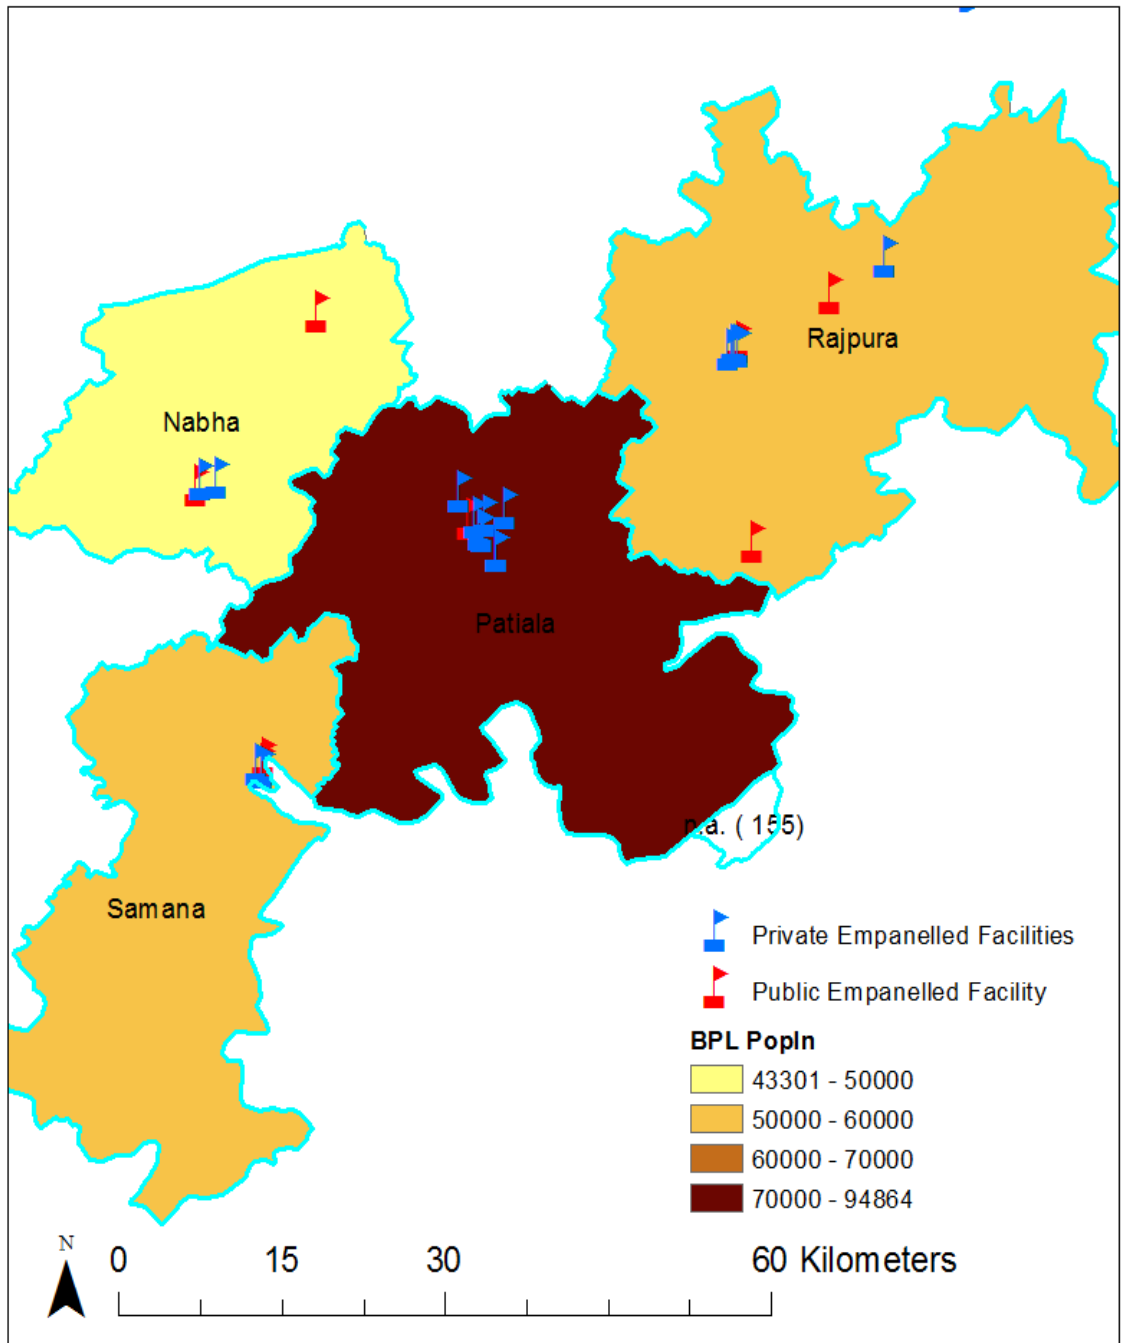 Rajpura
Nabha
Patiala
n.a. ( 155)
Samana
Private Empanelled Facilities
Public Empanelled Facility
BPL Popln
43301 - 50000
50000 - 60000
60000 - 70000
70000 - 94864
N
0 15 30 60 Kilometers